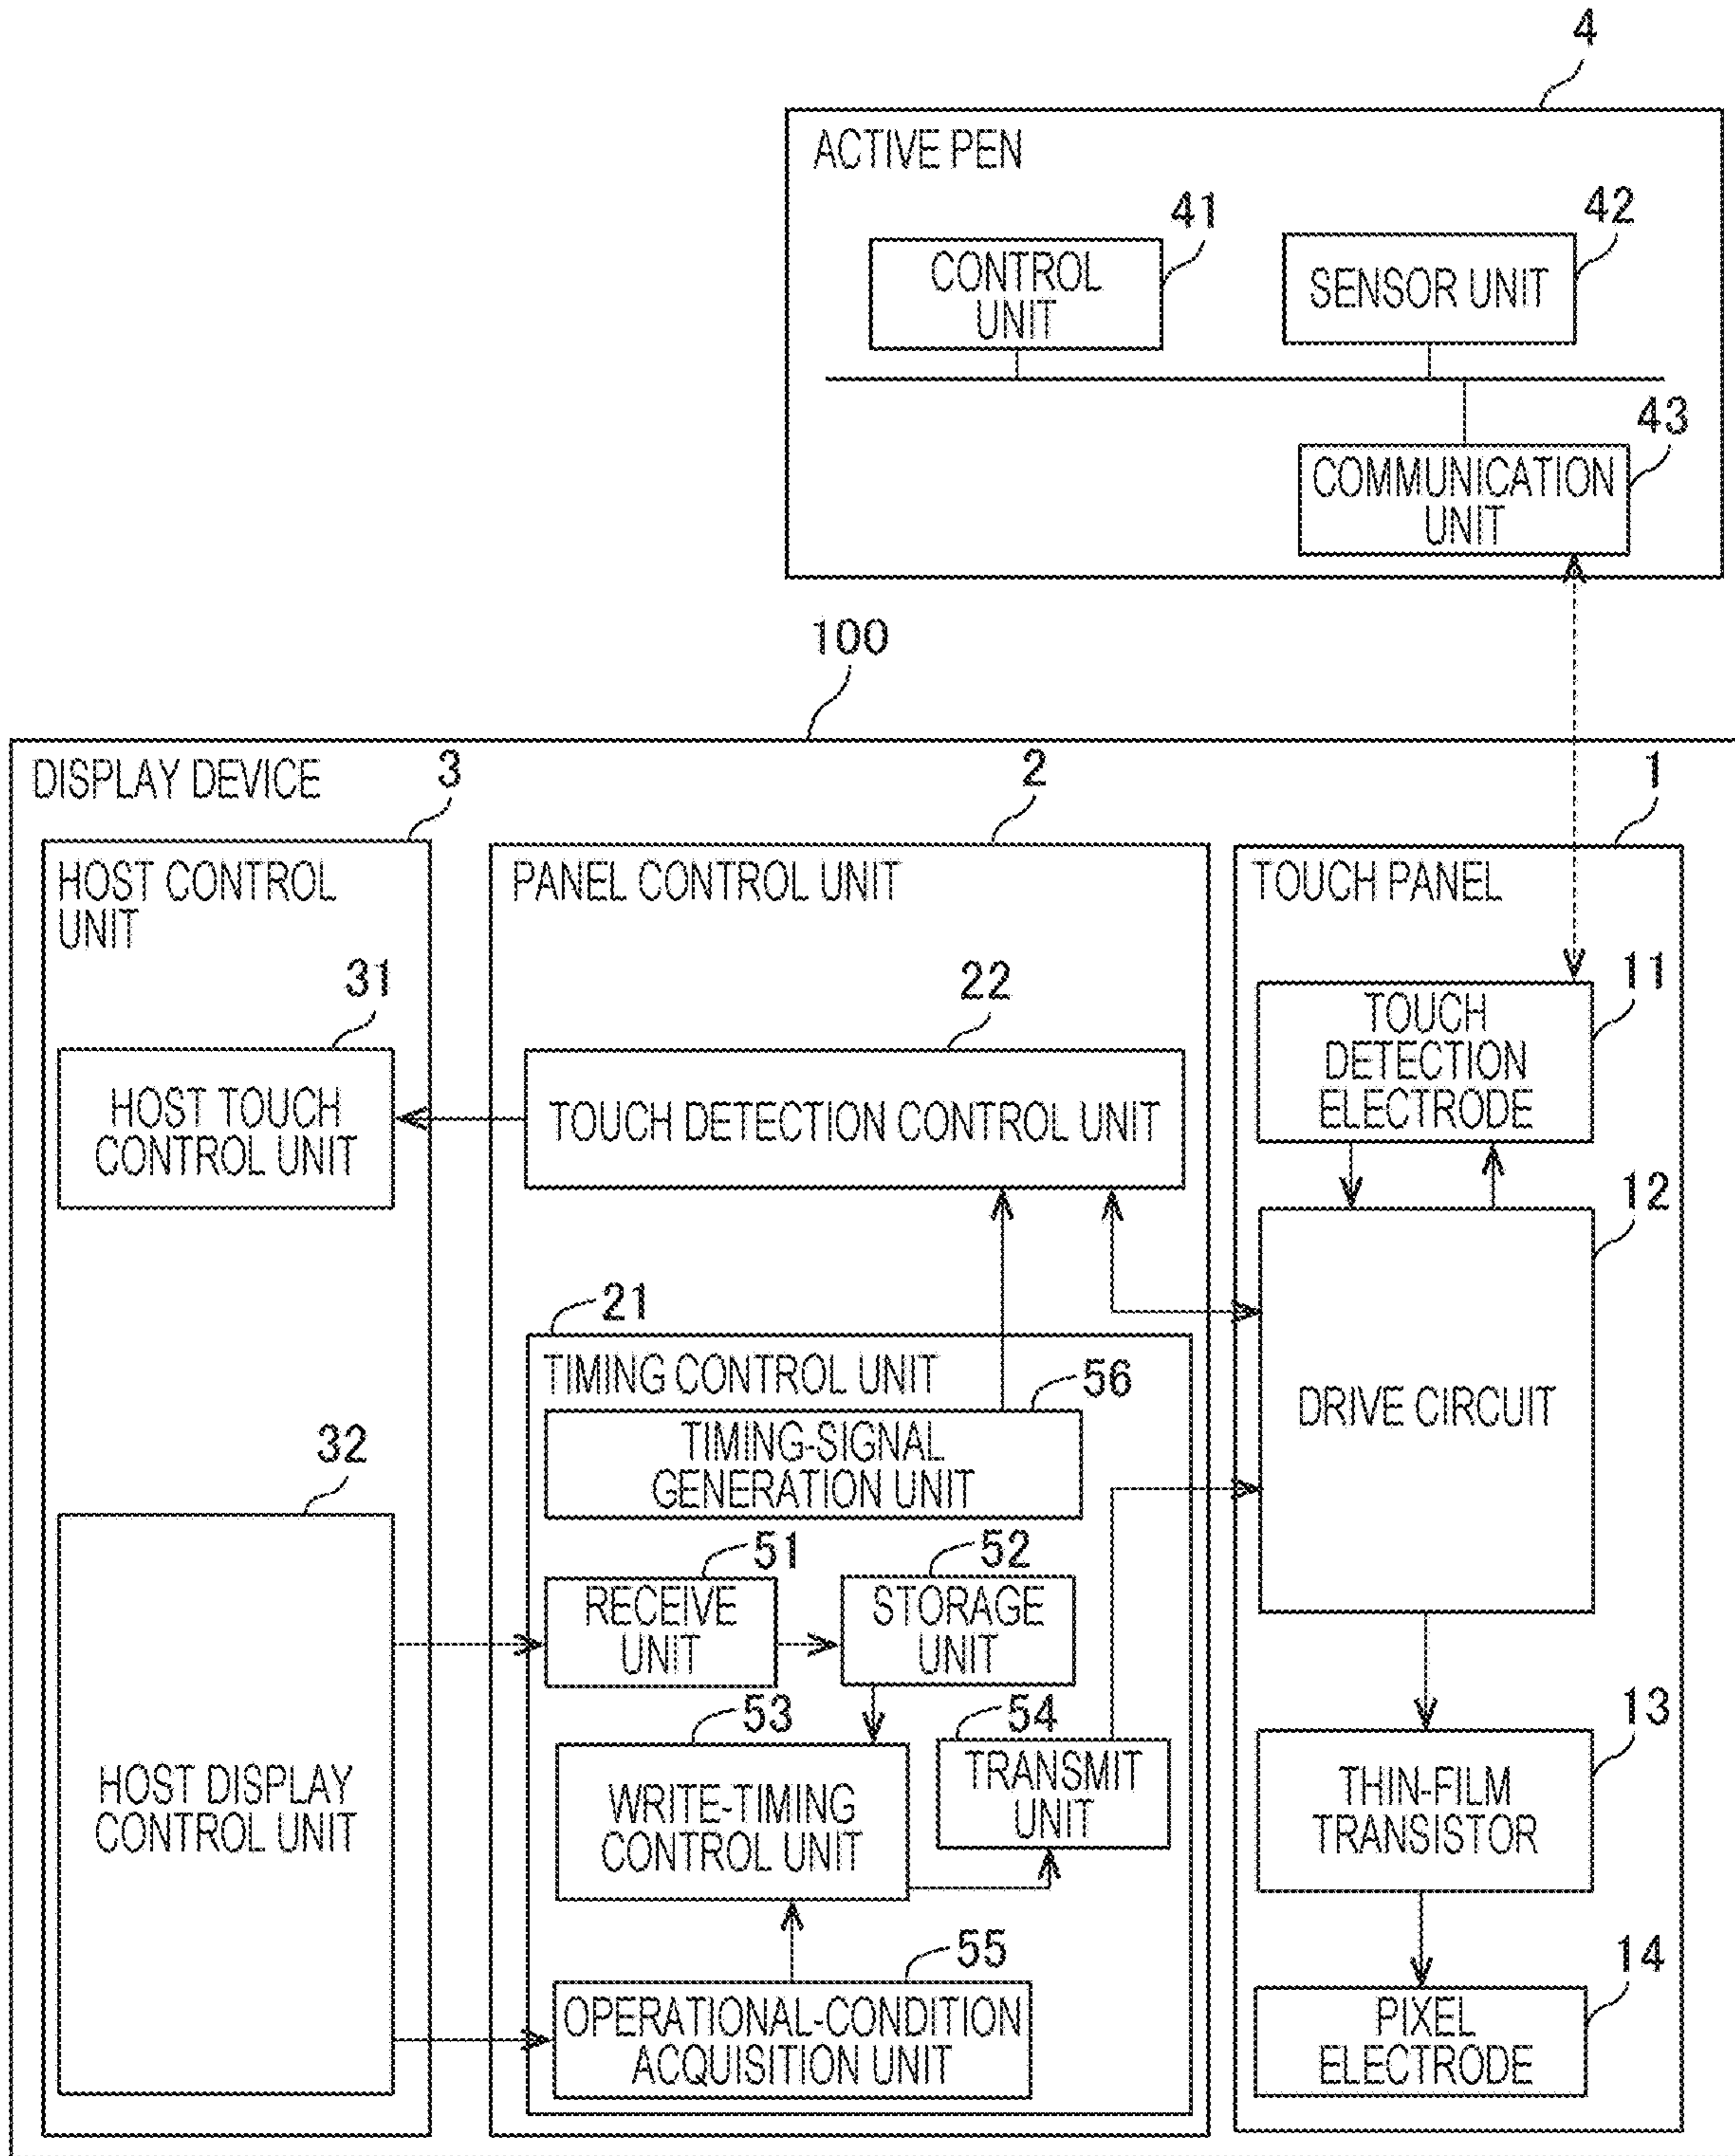 4
ACTIVE PEN
41
42
CONTROL
UNIT
SENSOR UNIT
43
COMMUNICATION
UNIT
100
DISPLAY DEVICE
3
2
1
HOST CONTROL
UNIT
PANEL CONTROL UNIT
TOUCH PANEL
31
22
11
HOST TOUCH
CONTROL UNIT
TOUCH DETECTION CONTROL UNIT
TOUCH
DETECTION
ELECTRODE
12
21
TIMING CONTROL UNIT
56
DRIVE CIRCUIT
32
TIMING-SIGNAL
GENERATION UNIT
51
52
RECEIVE
UNIT
STORAGE
UNIT
53
54
13
HOST DISPLAY
CONTROL UNIT
WRITE-TIMING
CONTROL UNIT
TRANSMIT
UNIT
THIN-FILM
TRANSISTOR
55
14
OPERATIONAL-CONDITION
ACQUISITION UNIT
PIXEL
ELECTRODE